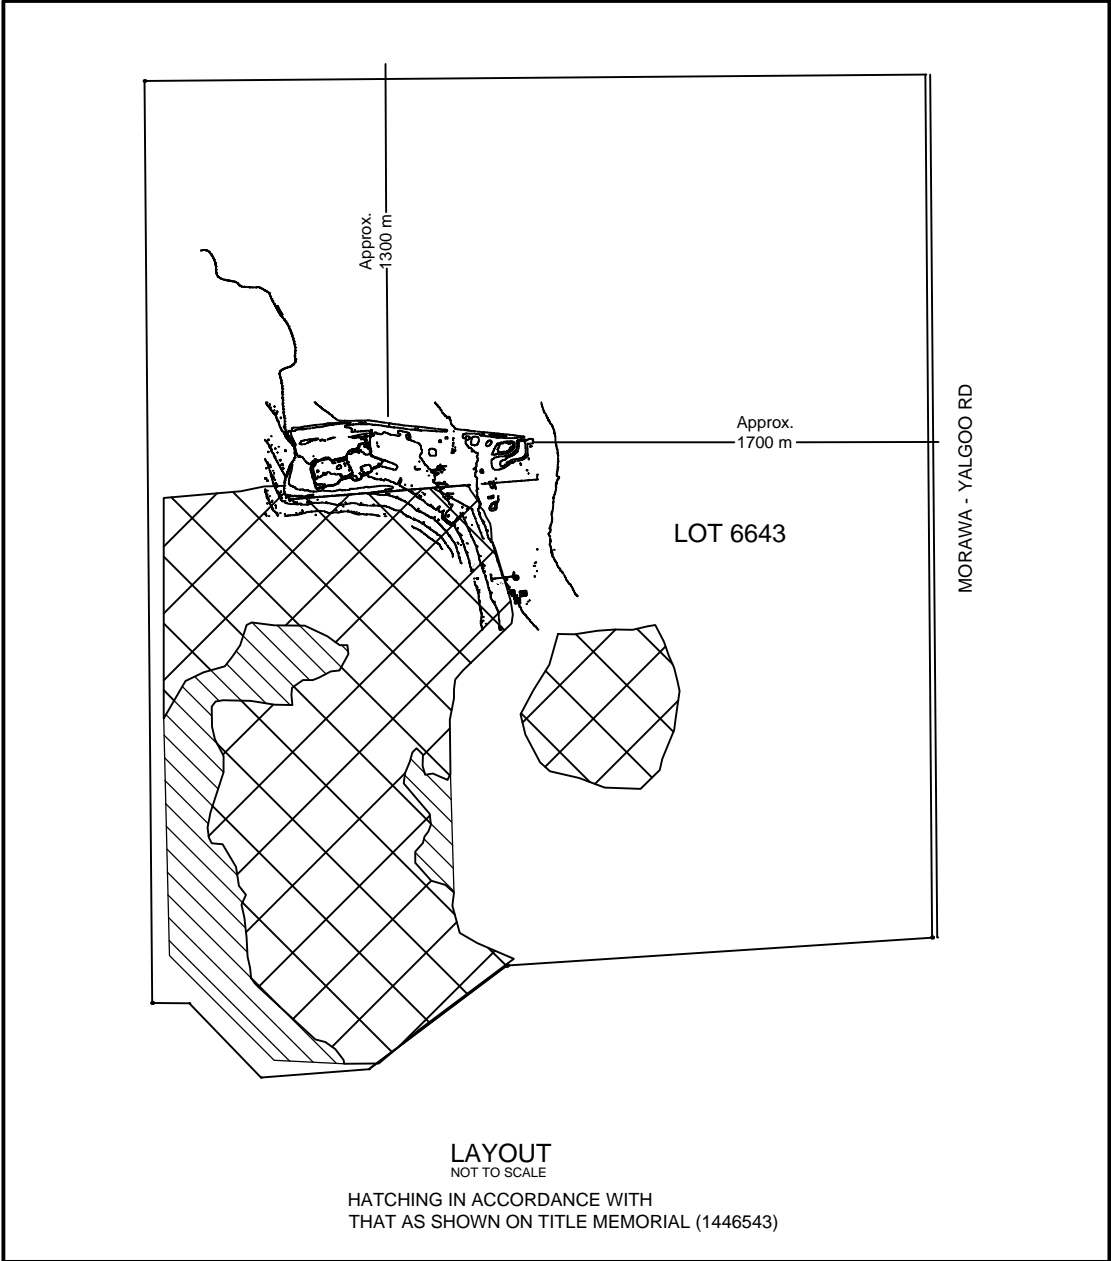 Approx.
1300 m
Approx.
1700 m
MORAWA - YALGOO RD
LOT 6643
LAYOUT
NOT TO SCALE
HATCHING IN ACCORDANCE WITH
THAT AS SHOWN ON TITLE MEMORIAL (1446543)